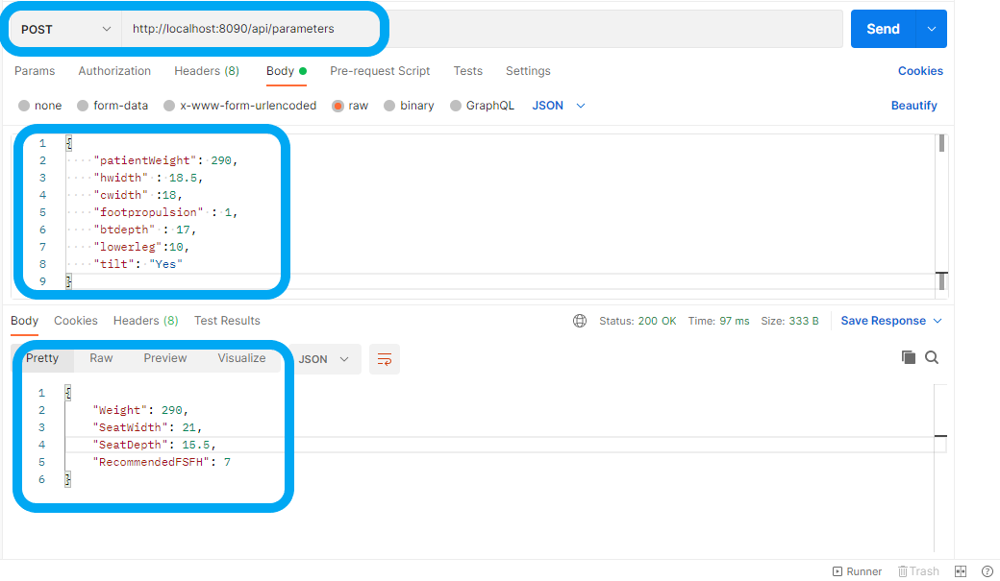 POST http://localhost:8090/api/parameters Send
Params Authorization Headers (8) Body Pre-request Script Tests Settings Cookies
none form-data x-www-form-urlencoded raw binary GraphQL JSON Beautify
1 {
2 "patientWeight": 290,
3 "hwidth" : 18.5,
4 "cwidth" :18,
5 "footpropulsion" : 1,
6 "btdepth" : 17,
7 "lowerleg":10,
8 "tilt": "Yes"
9 }
Body Cookies Headers (8) Test Results Status: 200 OK Time: 97 ms Size: 333 B Save Response
Pretty Raw Preview Visualize JSON
1 {
2 "Weight": 290,
3 "SeatWidth": 21,
4 "SeatDepth": 15.5,
5 "RecommendedFSFH": 7
6 }
Runner Trash